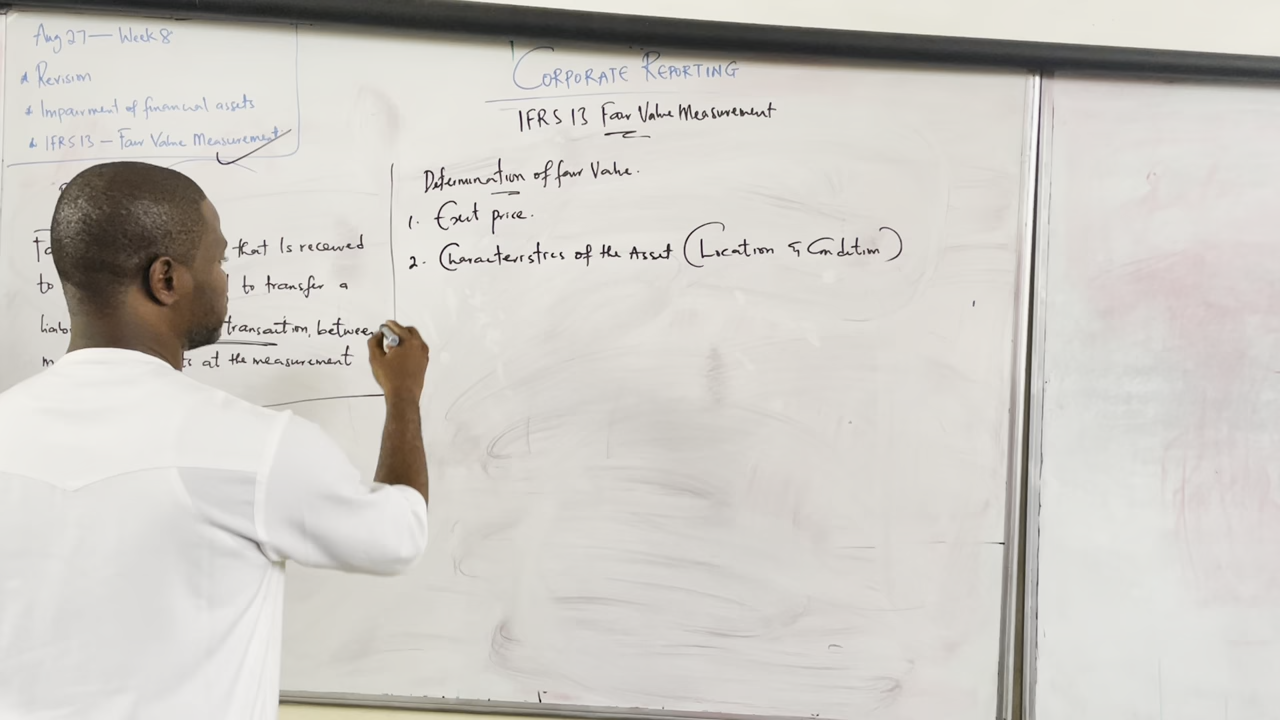 Aug 27 — Week 8
* Revision
* Impairment of financial assets
* IFRS 13 — Fair Value Measurement
CORPORATE REPORTING
IFRS 13 Fair Value Measurement
that is received
to to transfer a
transaction, between
at the measurement
Determination of fair Value.
1. Exit price.
2. Characteristics of the Asset (Location & Condition)